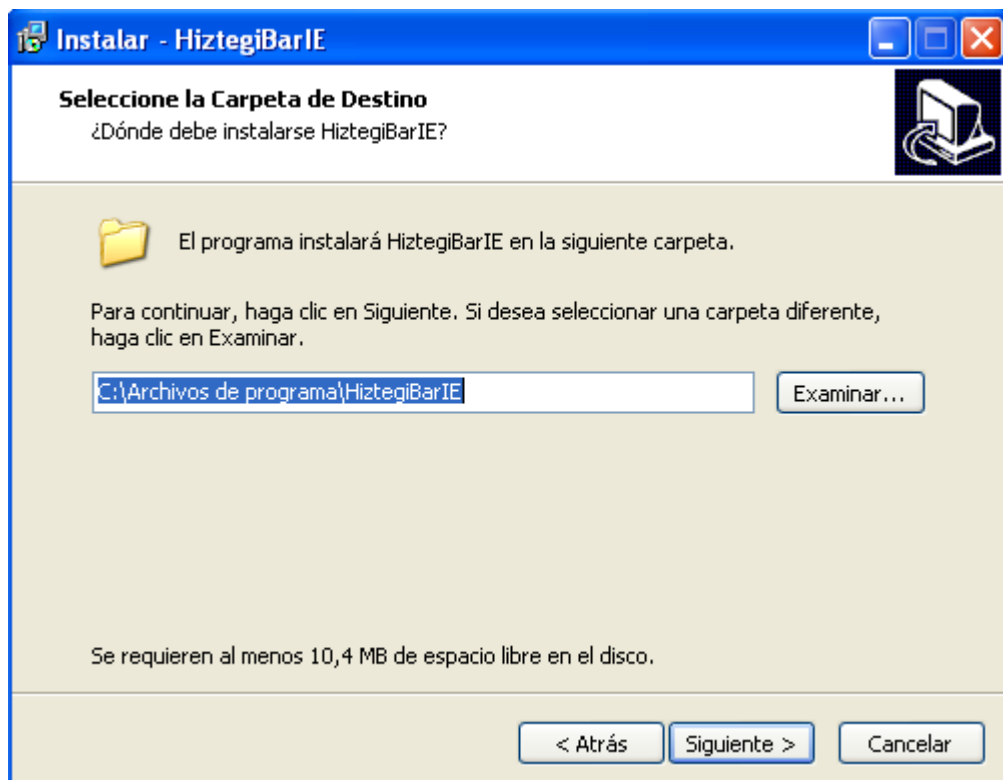 Instalar - HiztegiBarIE
Seleccione la Carpeta de Destino
¿Dónde debe instalarse HiztegiBarIE?
El programa instalará HiztegiBarIE en la siguiente carpeta.
Para continuar, haga clic en Siguiente. Si desea seleccionar una carpeta diferente,
haga clic en Examinar.
C:\Archivos de programa\HiztegiBarIE
Examinar...
Se requieren al menos 10,4 MB de espacio libre en el disco.
< Atrás
Siguiente >
Cancelar